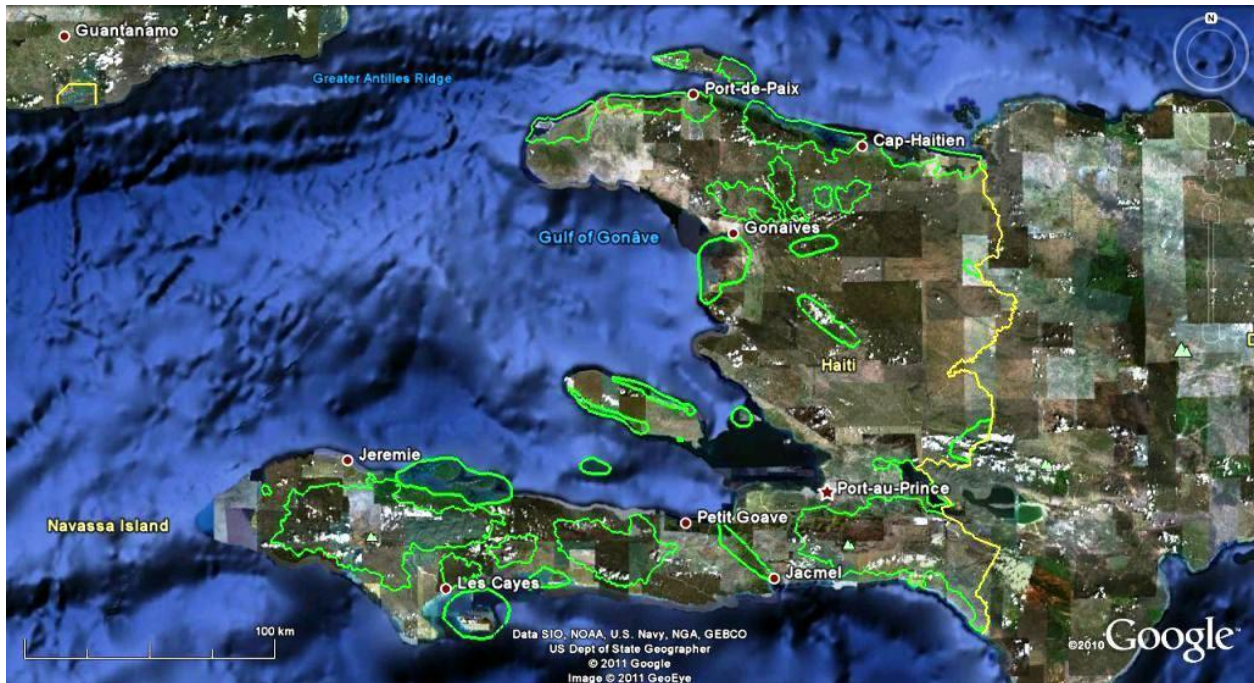 Guantanamo
N
Greater Antilles Ridge
Port-de-Paix
Cap-Haitien
Gulf of Gonâve
Gonaives
D
Haiti
Jeremie
Port-au-Prince
Navassa Island
Petit Goave
Les Cayes
Jacmel
100 km
Data SIO, NOAA, U.S. Navy, NGA, GEBCO
US Dept of State Geographer
© 2011 Google
Image © 2011 GeoEye
©2010 Google™